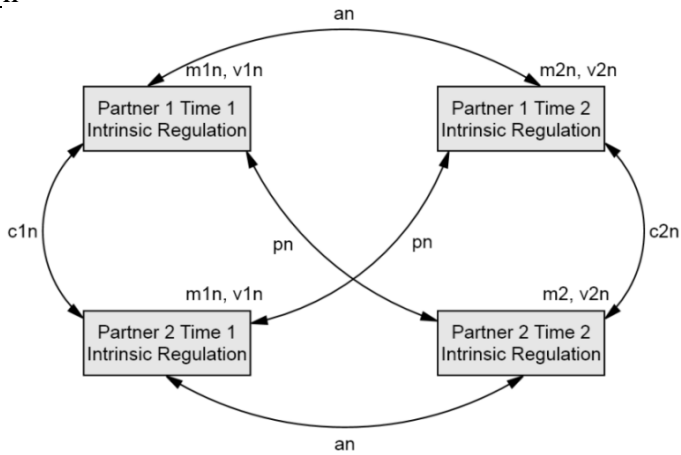 an
m1n, v1n
m2n, v2n
Partner 1 Time 1
Intrinsic Regulation
Partner 1 Time 2
Intrinsic Regulation
c1n
pn
pn
c2n
m1n, v1n
m2, v2n
Partner 2 Time 1
Intrinsic Regulation
Partner 2 Time 2
Intrinsic Regulation
an